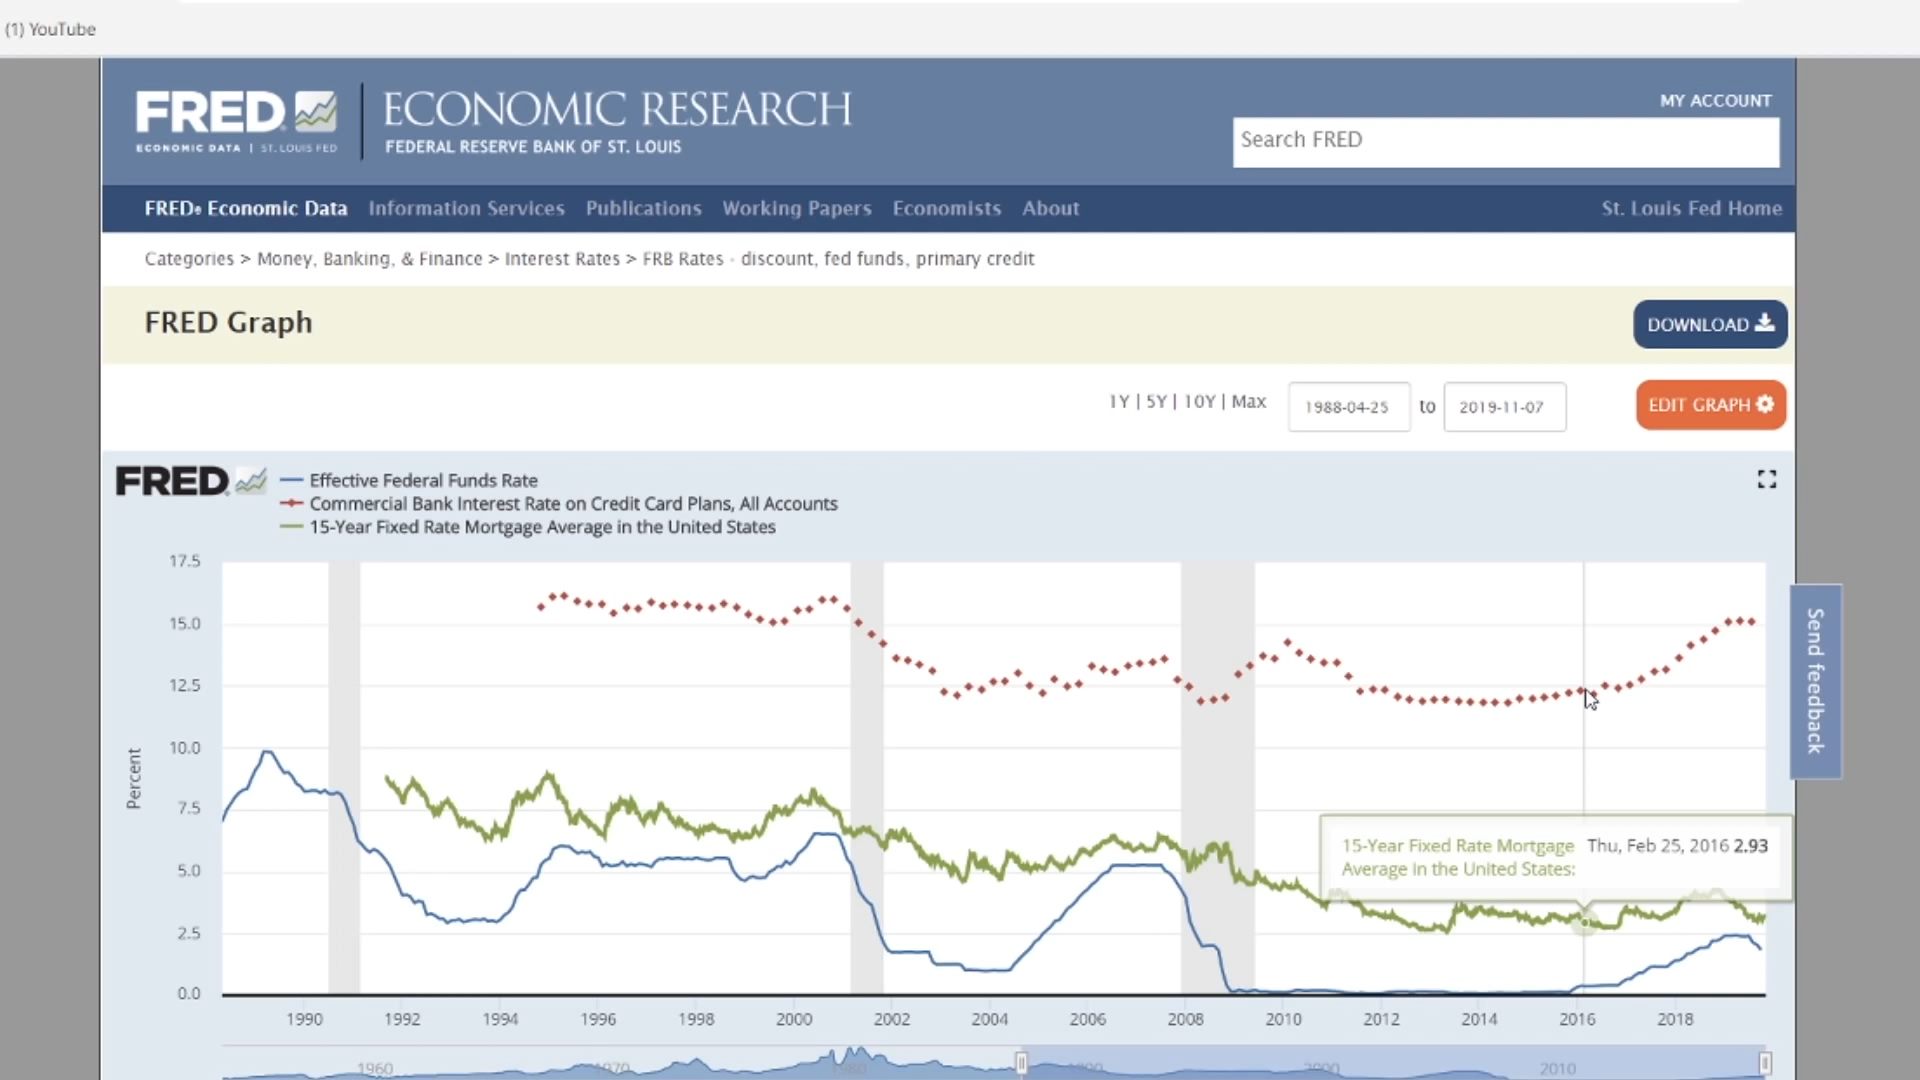 (1) YouTube
FRED
ECONOMIC DATA | ST. LOUIS FED
ECONOMIC RESEARCH
FEDERAL RESERVE BANK OF ST. LOUIS
MY ACCOUNT
Search FRED
FRED® Economic Data Information Services Publications Working Papers Economists About St. Louis Fed Home
Categories > Money, Banking, & Finance > Interest Rates > FRB Rates - discount, fed funds, primary credit
FRED Graph
DOWNLOAD
1Y | 5Y | 10Y | Max 1988-04-25 to 2019-11-07
EDIT GRAPH
FRED
Effective Federal Funds Rate
Commercial Bank Interest Rate on Credit Card Plans, All Accounts
15-Year Fixed Rate Mortgage Average in the United States
17.5
15.0
12.5
10.0
7.5
5.0
2.5
0.0
Percent
15-Year Fixed Rate Mortgage Thu, Feb 25, 2016 2.93
Average in the United States:
Send feedback
1990 1992 1994 1996 1998 2000 2002 2004 2006 2008 2010 2012 2014 2016 2018
1960 1970 1980 1990 2000 2010